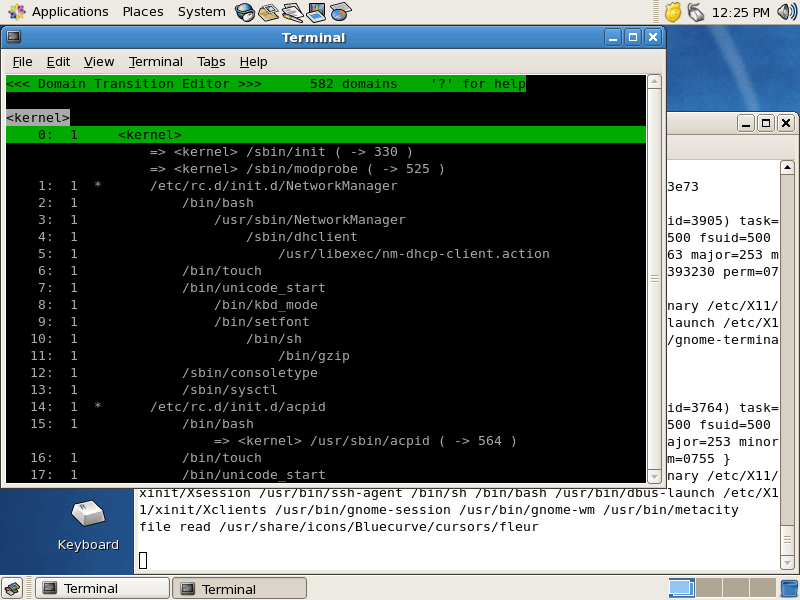 Applications Places System 12:25 PM
Terminal
File Edit View Terminal Tabs Help
<<< Domain Transition Editor >>>      582 domains    '?' for help
<kernel>
0:  1     <kernel>
=> <kernel> /sbin/init ( -> 330 )
=> <kernel> /sbin/modprobe ( -> 525 )
1:  1  *      /etc/rc.d/init.d/NetworkManager
2:  1             /bin/bash
3:  1                 /usr/sbin/NetworkManager
4:  1                     /sbin/dhclient
5:  1                         /usr/libexec/nm-dhcp-client.action
6:  1             /bin/touch
7:  1             /bin/unicode_start
8:  1                 /bin/kbd_mode
9:  1                 /bin/setfont
10:  1                     /bin/sh
11:  1                         /bin/gzip
12:  1             /sbin/consoletype
13:  1             /sbin/sysctl
14:  1  *      /etc/rc.d/init.d/acpid
15:  1             /bin/bash
=> <kernel> /usr/sbin/acpid ( -> 564 )
16:  1             /bin/touch
17:  1             /bin/unicode_start
3e73
id=3905) task=
500 fsuid=500
63 major=253 m
393230 perm=07
nary /etc/X11/
launch /etc/X1
/gnome-termina
id=3764) task=
500 fsuid=500
ajor=253 minor
m=0755 }
nary /etc/X11/
xinit/Xsession /usr/bin/ssh-agent /bin/sh /bin/bash /usr/bin/dbus-launch /etc/X1
1/xinit/Xclients /usr/bin/gnome-session /usr/bin/gnome-wm /usr/bin/metacity
file read /usr/share/icons/Bluecurve/cursors/fleur
Keyboard
Terminal
Terminal